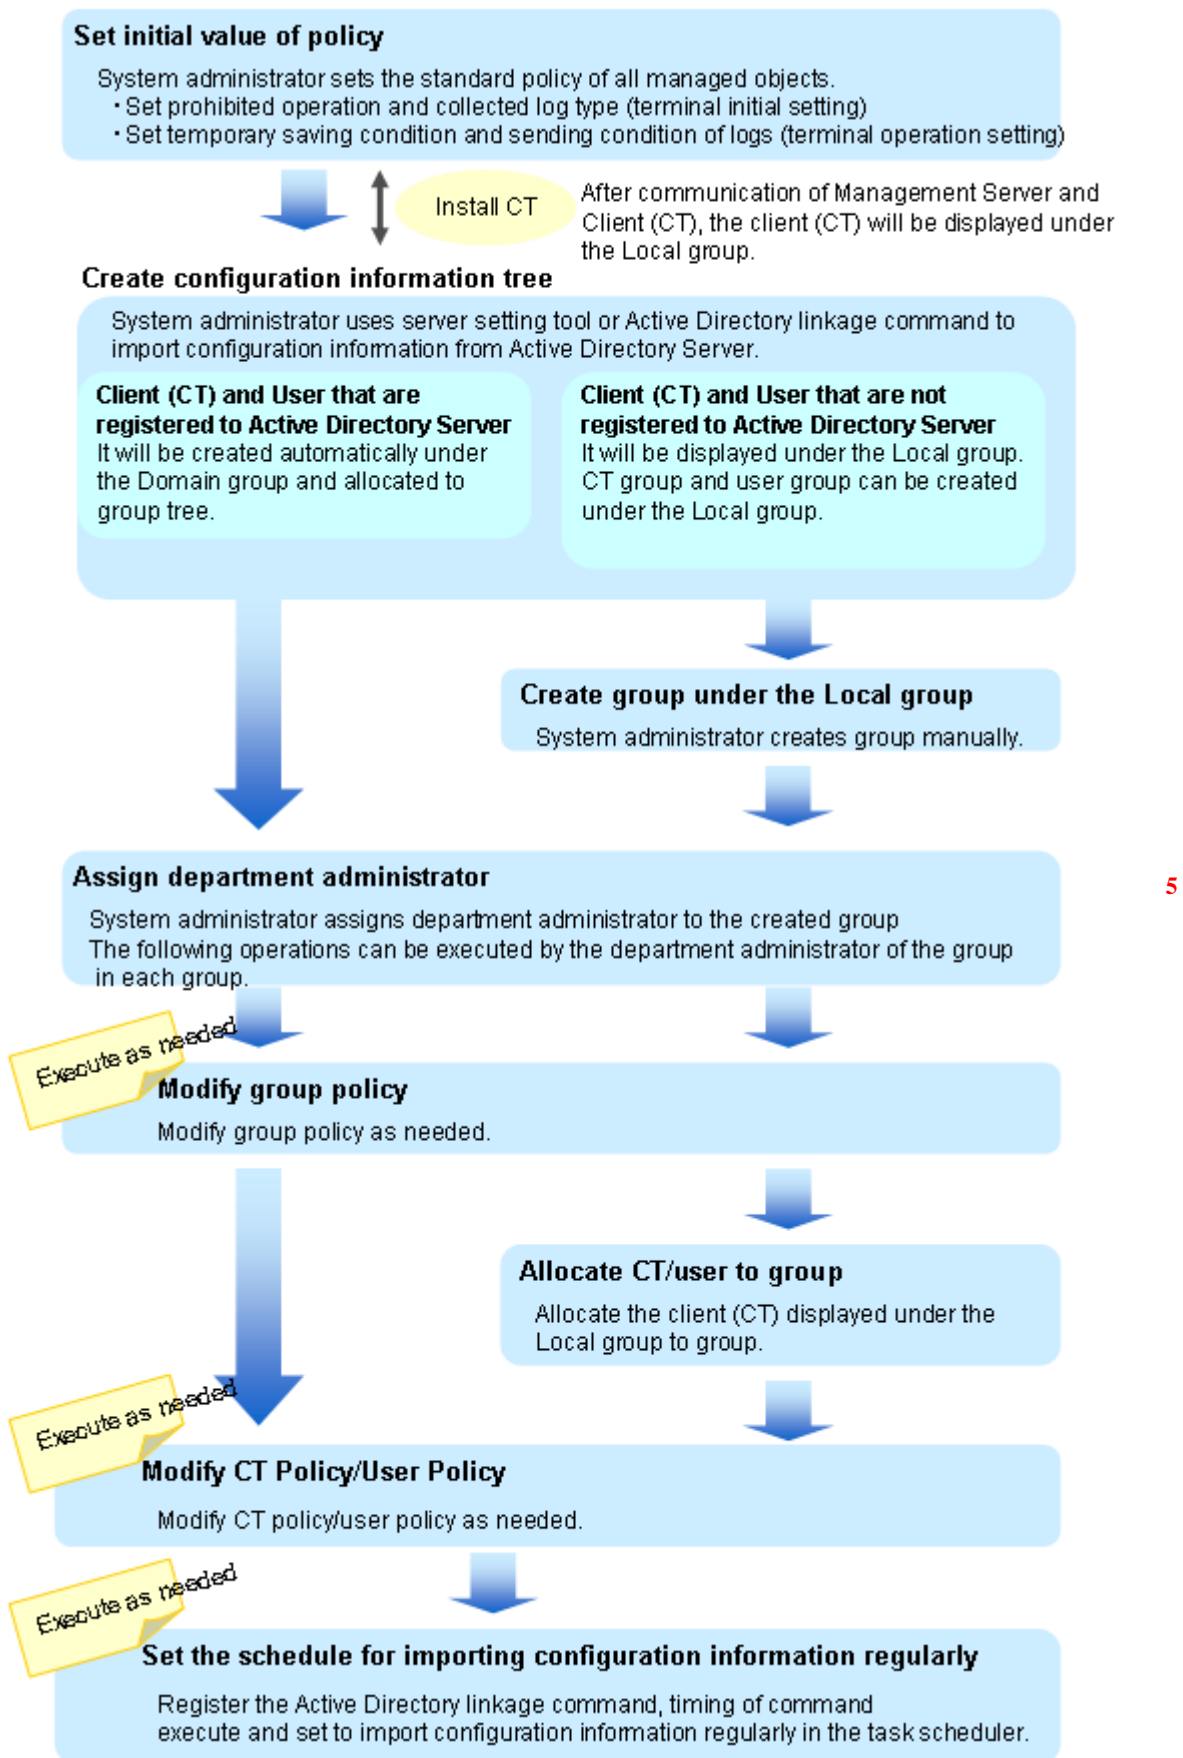 Set initial value of policy
System administrator sets the standard policy of all managed objects.
・Set prohibited operation and collected log type (terminal initial setting)
・Set temporary saving condition and sending condition of logs (terminal operation setting)
Install CT
After communication of Management Server and
Client (CT), the client (CT) will be displayed under
the Local group.
Create configuration information tree
System administrator uses server setting tool or Active Directory linkage command to
import configuration information from Active Directory Server.
Client (CT) and User that are
registered to Active Directory Server
It will be created automatically under
the Domain group and allocated to
group tree.
Client (CT) and User that are not
registered to Active Directory Server
It will be displayed under the Local group.
CT group and user group can be created
under the Local group.
Create group under the Local group
System administrator creates group manually.
Assign department administrator
5
System administrator assigns department administrator to the created group
The following operations can be executed by the department administrator of the group
in each group.
Execute as needed
Modify group policy
Modify group policy as needed.
Allocate CT/user to group
Allocate the client (CT) displayed under the
Local group to group.
Execute as needed
Modify CT Policy/User Policy
Modify CT policy/user policy as needed.
Execute as needed
Set the schedule for importing configuration information regularly
Register the Active Directory linkage command, timing of command
execute and set to import configuration information regularly in the task scheduler.